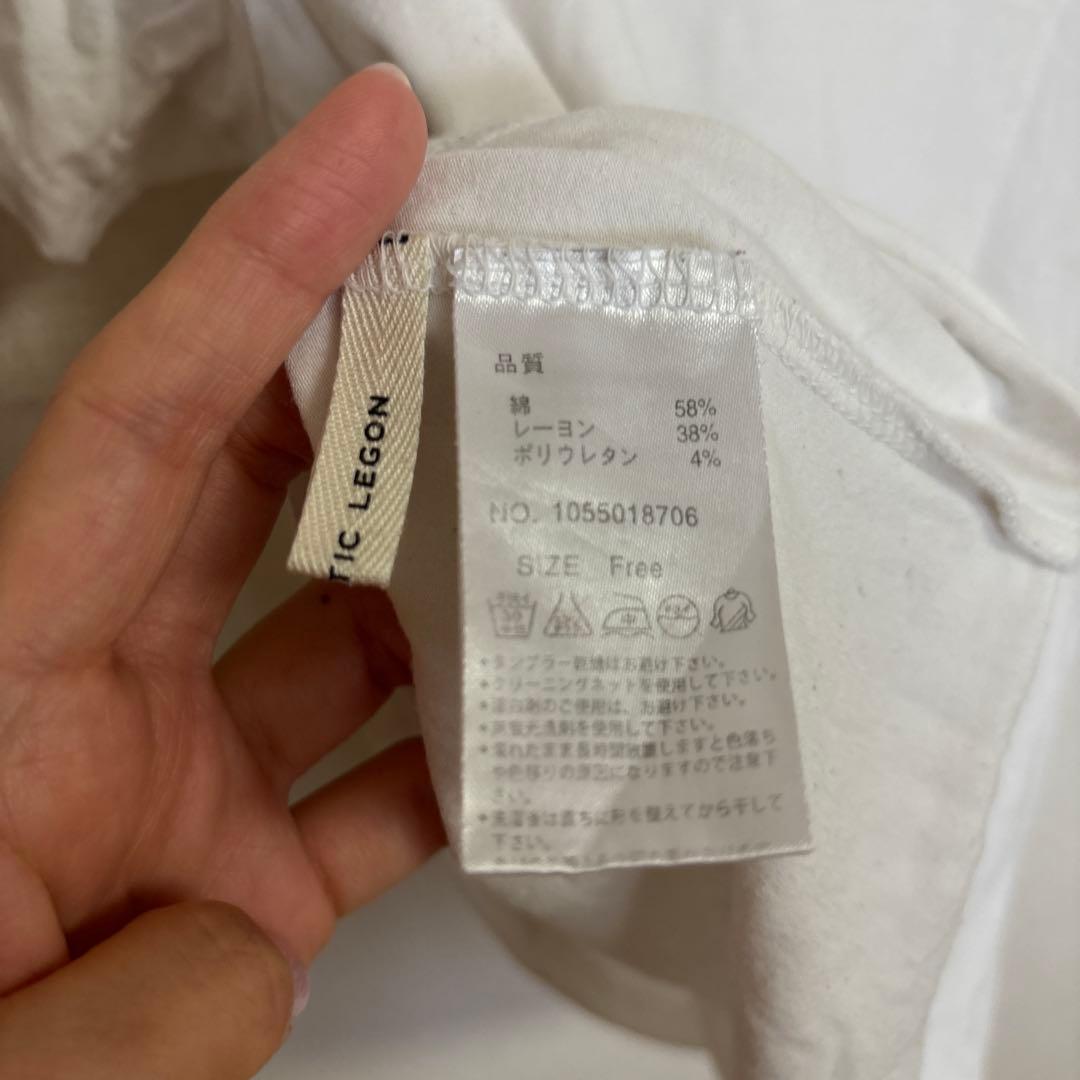 TIC LEGON
品質
綿 58%
レーヨン 38%
ポリウレタン 4%
NO. 1055018706
SIZE Free
中
*タンブラー乾燥はお避け下さい。
*クリーニングネットを使用して下さい。
*漂白剤のご使用は、お避け下さい。
*無蛍光洗剤を使用して下さい。
*濡れたまま長時間放置しますと色落ち
や色移りの原因になりますので注意下
さい。
*洗濯後は直ちに形を整えてから干して
下さい。